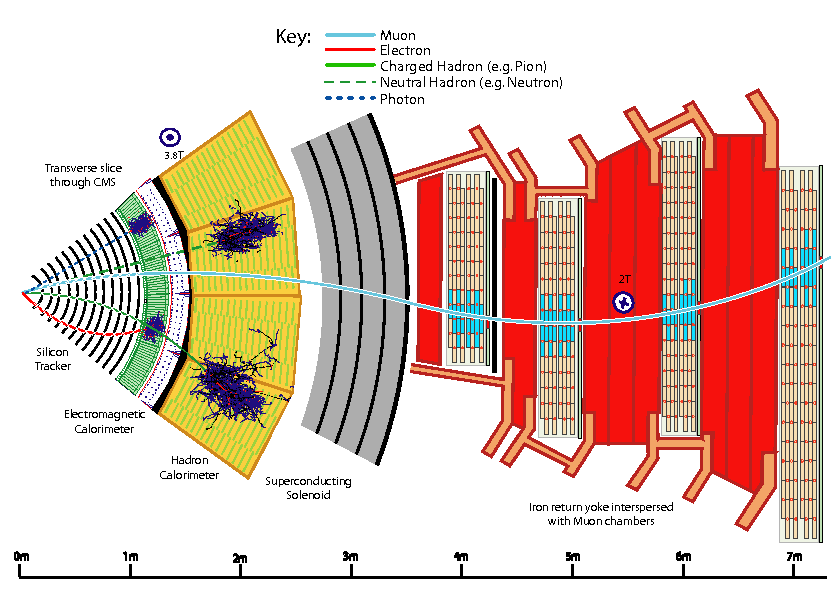 Key:
Muon
Electron
Charged Hadron (e.g. Pion)
Neutral Hadron (e.g. Neutron)
Photon
3.8T
Transverse slice
through CMS
2T
Silicon
Tracker
Electromagnetic
Calorimeter
Hadron
Calorimeter
Superconducting
Solenoid
Iron return yoke interspersed
with Muon chambers
0m 1m 2m 3m 4m 5m 6m 7m